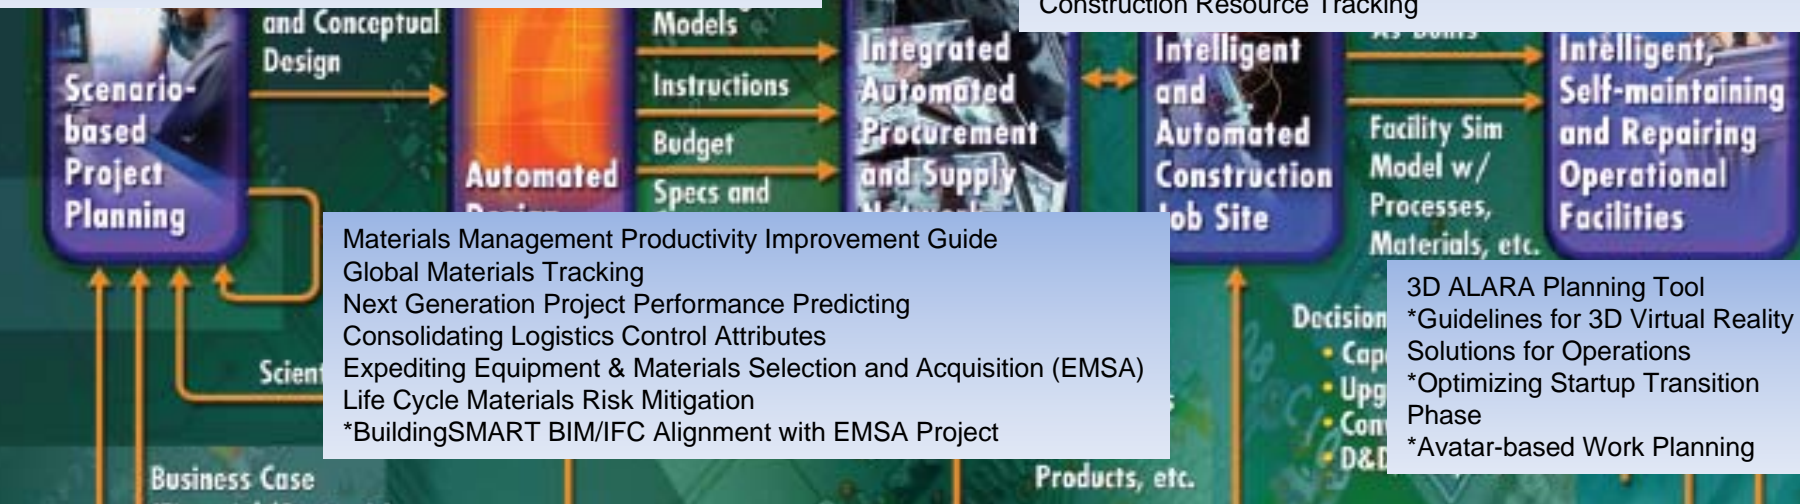 Construction Resource Tracking
and Conceptual
Design
Models
Instructions
Budget
Specs and
Scenario-
based
Project
Planning
Automated
Design
Integrated
Automated
Procurement
and Supply
Intelligent
and
Automated
Construction
Job Site
As-Builts
Facility Sim
Model w/
Processes,
Materials, etc.
Intelligent,
Self-maintaining
and Repairing
Operational
Facilities
Materials Management Productivity Improvement Guide
Global Materials Tracking
Next Generation Project Performance Predicting
Consolidating Logistics Control Attributes
Expediting Equipment & Materials Selection and Acquisition (EMSA)
Life Cycle Materials Risk Mitigation
*BuildingSMART BIM/IFC Alignment with EMSA Project
3D ALARA Planning Tool
*Guidelines for 3D Virtual Reality
Solutions for Operations
*Optimizing Startup Transition
Phase
*Avatar-based Work Planning
Decision
• D&D
Business Case
Products, etc.